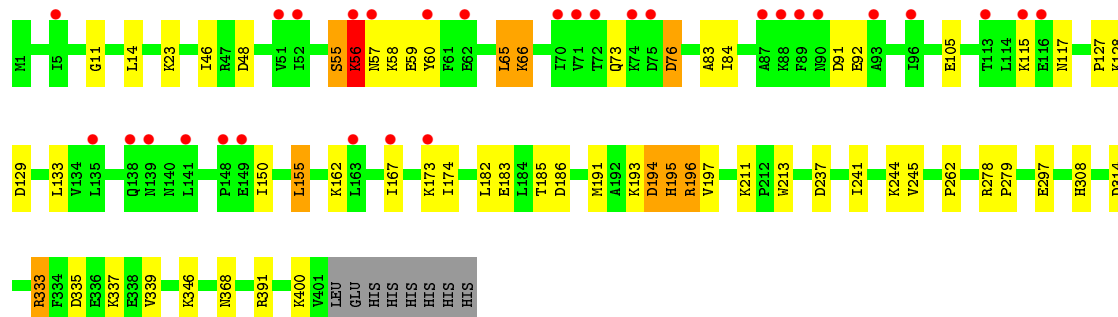 M1 I5 G11 L14 K23 I46 R47 D48 V51 I52 S55 K56 N57 K58 E59 Y60 F61 E62 L65 K66 I70 V71 T72 Q73 K74 D75 D76 A83 I84 A87 K88 F89 N90 D91 E92 A93 I96 E105 T113 L114 K115 E116 N117 P127 K128
D129 L133 V134 L135 Q138 N139 N140 L141 P148 E149 I150 L155 K162 L163 I167 K173 I174 L182 E183 L184 T185 D186 M191 A192 K193 D194 H195 R196 V197 K211 P212 W213 D237 I241 K244 V245 P262 R278 P279 E297 H308 D314
R333 F334 D335 E336 K337 E338 V339 K346 N368 R391 K400 V401 LEU GLU HIS HIS HIS HIS HIS HIS